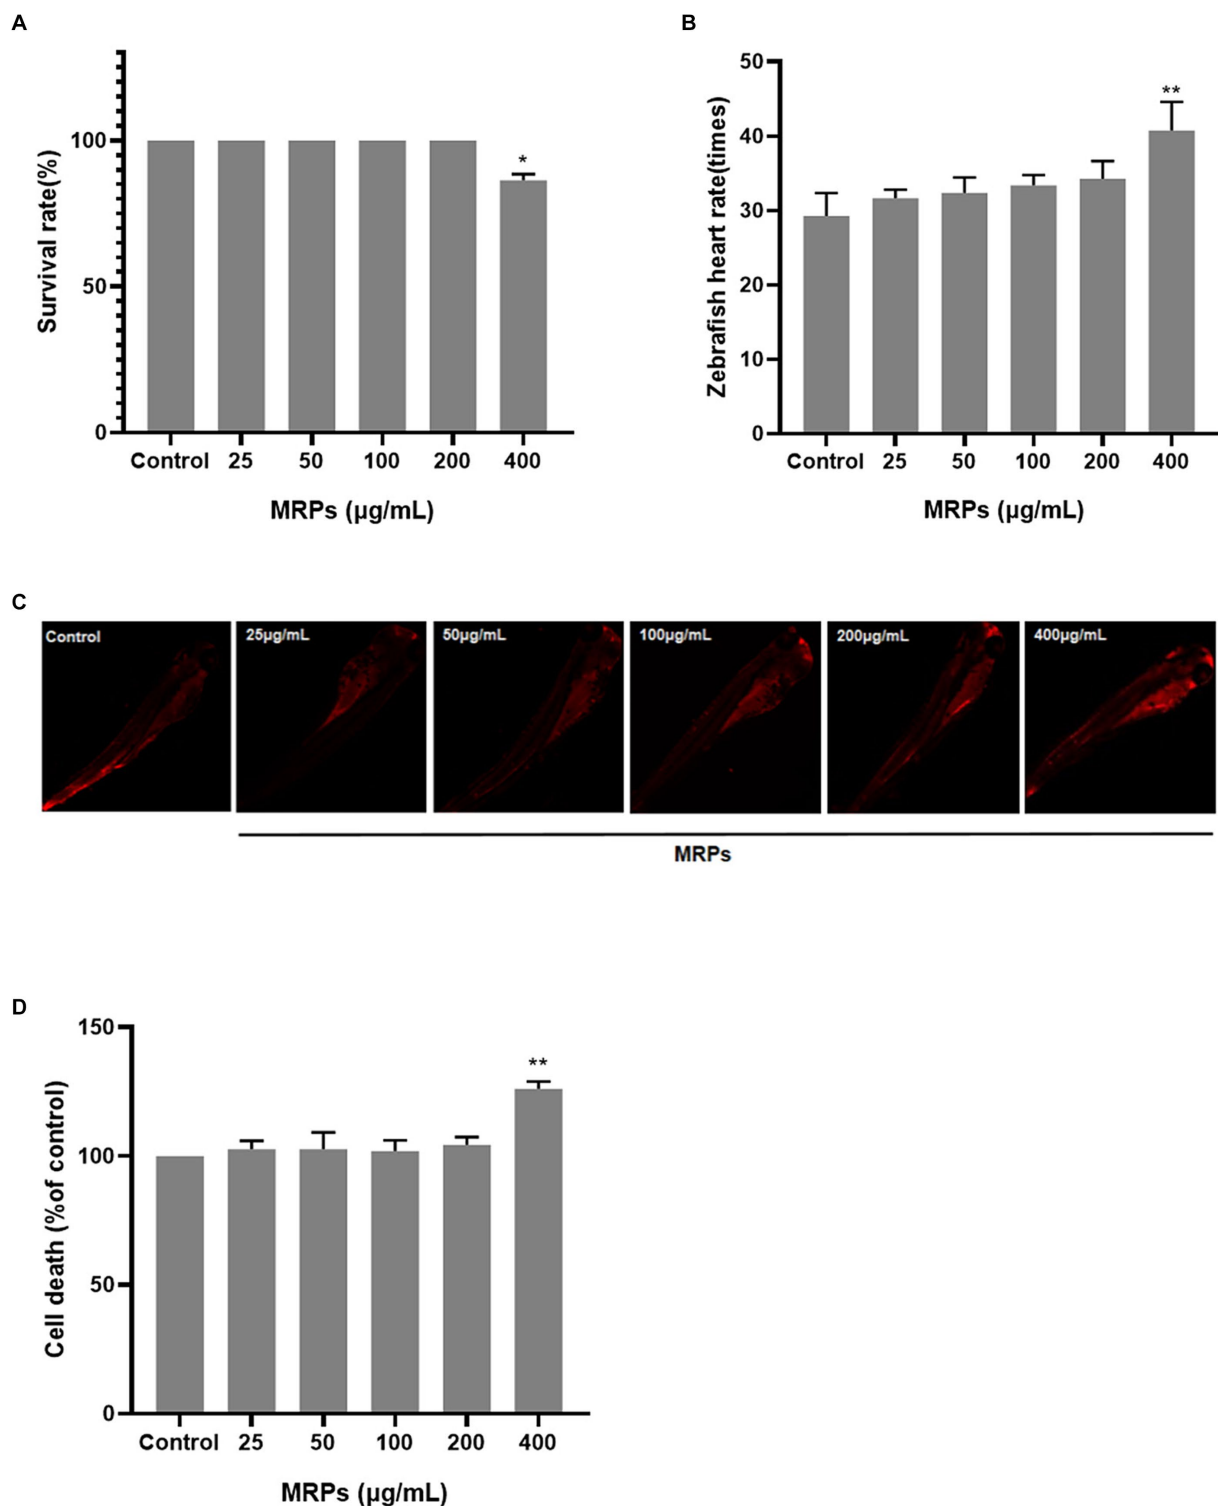 A
Survival rate(%)
100
50
0
*
Control 25 50 100 200 400
MRPs (µg/mL)
B
Zebrafish heart rate(times)
50
40
30
20
10
0
**
Control 25 50 100 200 400
MRPs (µg/mL)
C
Control 25µg/mL 50µg/mL 100µg/mL 200µg/mL 400µg/mL
MRPs
D
Cell death (%of control)
150
100
50
0
**
Control 25 50 100 200 400
MRPs (µg/mL)